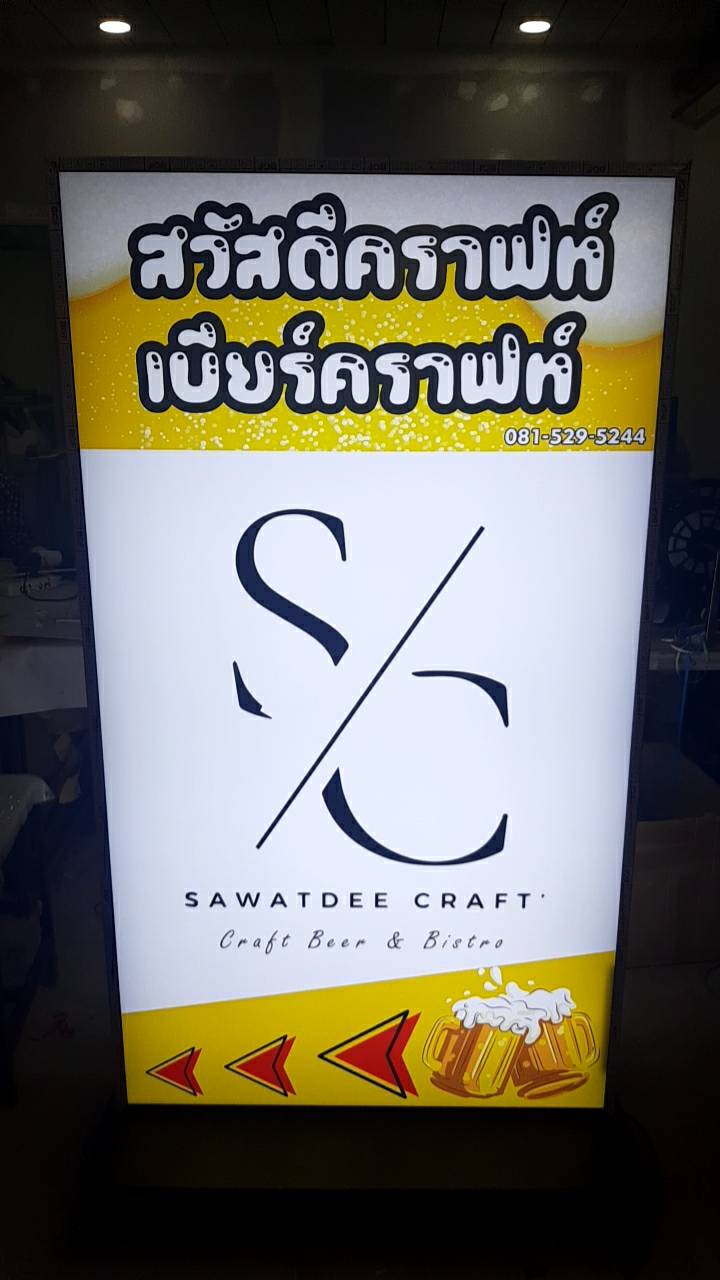 สวัสดีคราฟท์
เบียร์คราฟท์
081-529-5244
S/C
SAWATDEE CRAFT
Craft Beer & Bistro